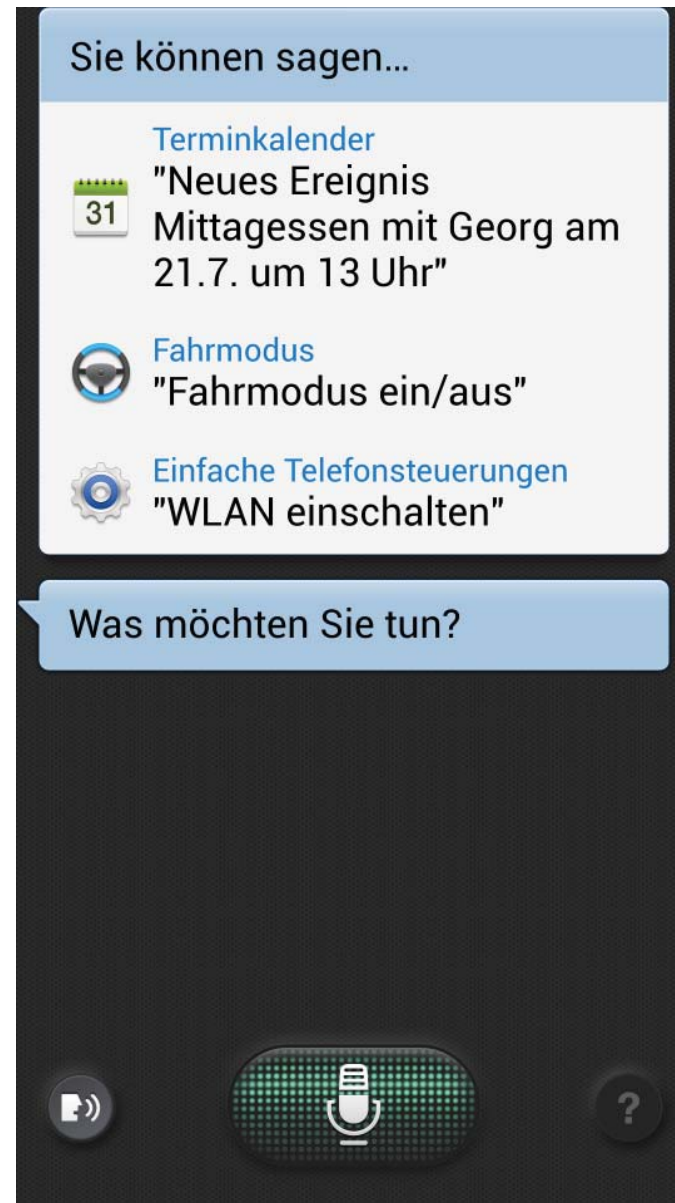 Sie können sagen…
Terminkalender
"Neues Ereignis
Mittagessen mit Georg am
21.7. um 13 Uhr"
31
Fahrmodus
"Fahrmodus ein/aus"
Einfache Telefonsteuerungen
"WLAN einschalten"
Was möchten Sie tun?
?